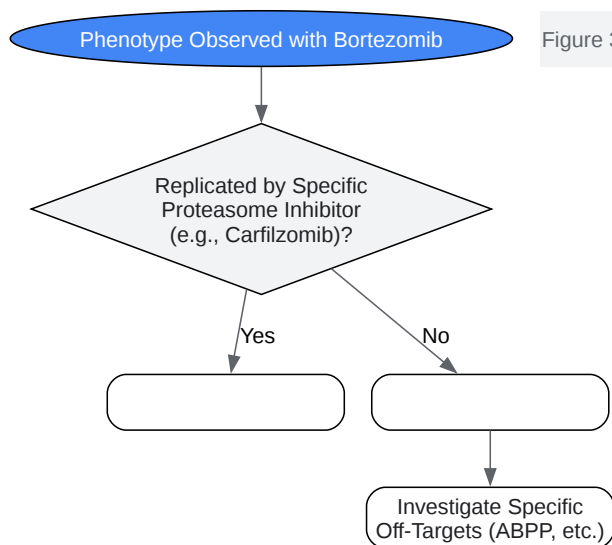 Phenotype Observed with Bortezomib
Figure 3
Replicated by Specific
Proteasome Inhibitor
(e.g., Carfilzomib)?
Yes
No
Investigate Specific
Off-Targets (ABPP, etc.)